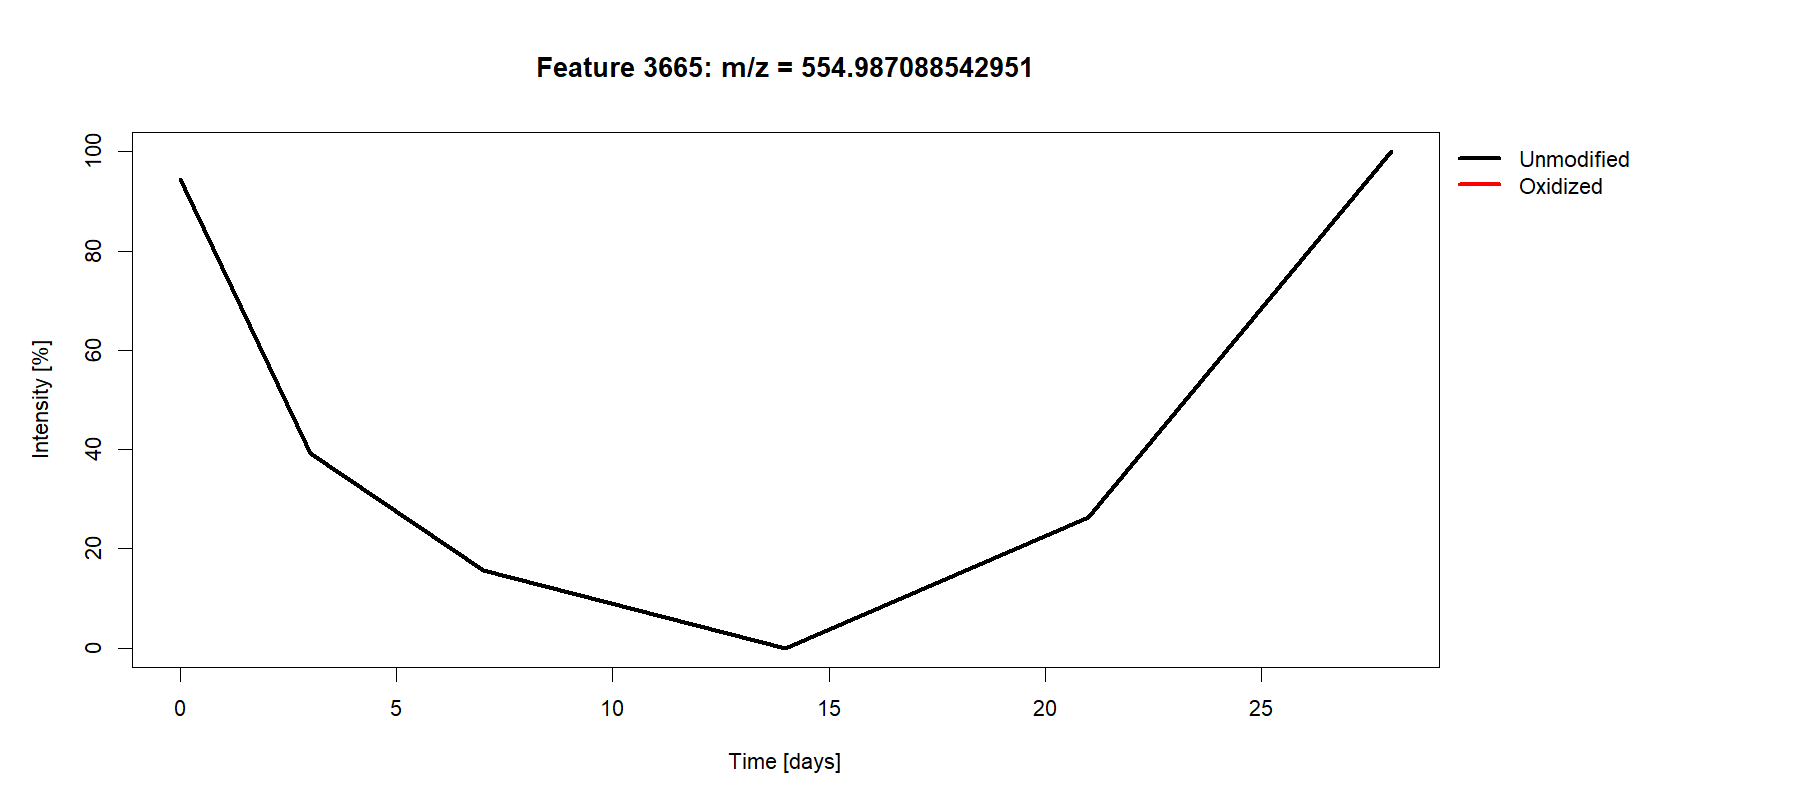 Feature 3665: m/z = 554.987088542951
Unmodified
Oxidized
Intensity [%]
100
80
60
40
20
0
0 5 10 15 20 25
Time [days]